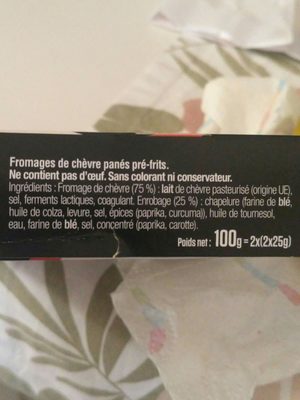 Fromages de chèvre panés pré-frits.
Ne contient pas d'œuf. Sans colorant ni conservateur.
Ingrédients : Fromage de chèvre (75 %) : lait de chèvre pasteurisé (origine UE),
sel, ferments lactiques, coagulant. Enrobage (25 %) : chapelure (farine de blé,
huile de colza, levure, sel, épices (paprika, curcuma)), huile de tournesol,
eau, farine de blé, sel, concentré (paprika, carotte).
Poids net : 100g = 2x(2x25g)